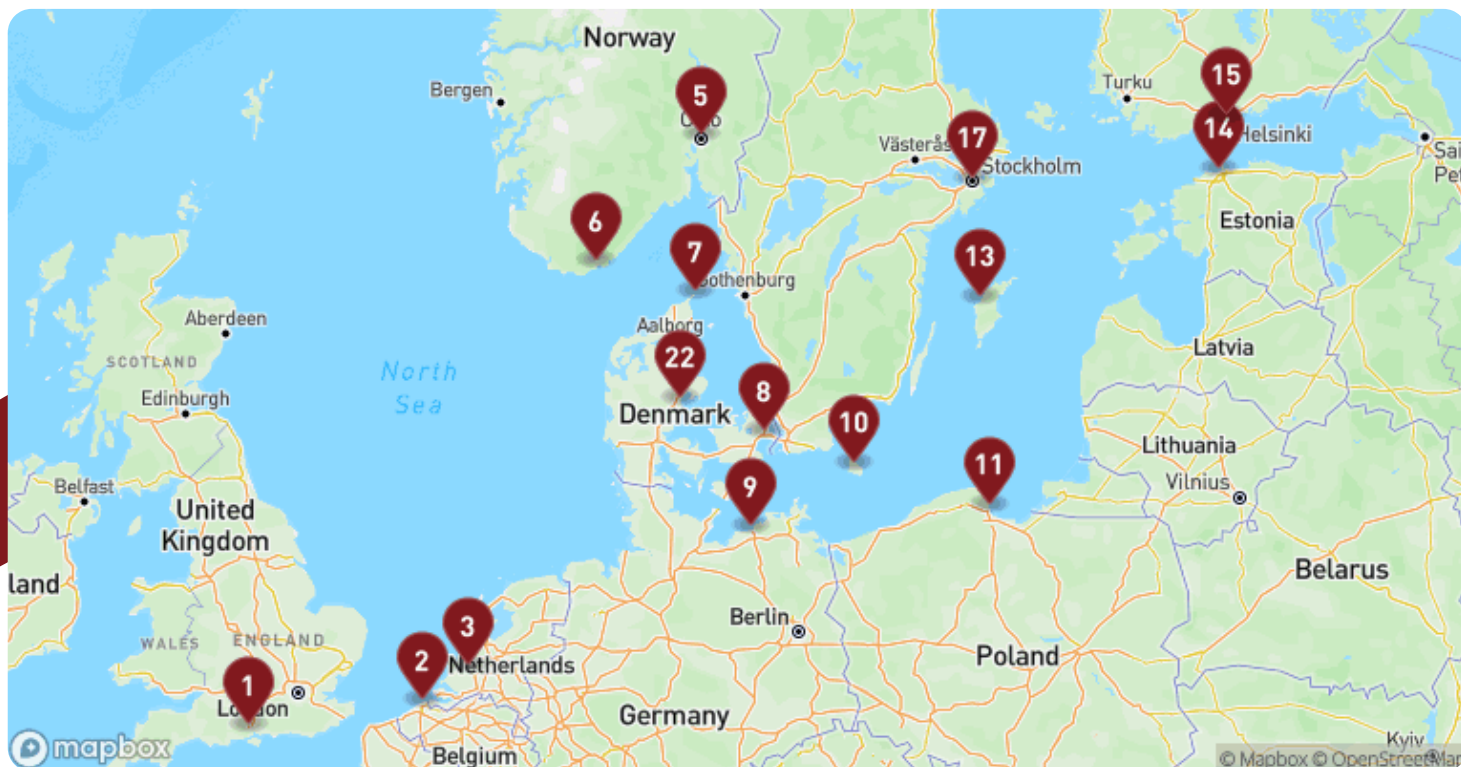 Norway
Bergen
5
15
Turku
14
Helsinki
17
Västerås
Stockholm
Sai
Pet
Estonia
6
7
13
Gothenburg
Aberdeen
Aalborg
SCOTLAND
22
Latvia
North
Sea
Edinburgh
8
Denmark
10
Lithuania
11
Vilnius
Belfast
9
United
Kingdom
land
Belarus
Berlin
3
WALES
ENGLAND
2
Netherlands
Poland
1
London
Germany
mapbox
Belgium
Kyiv
© Mapbox © OpenStreetMap